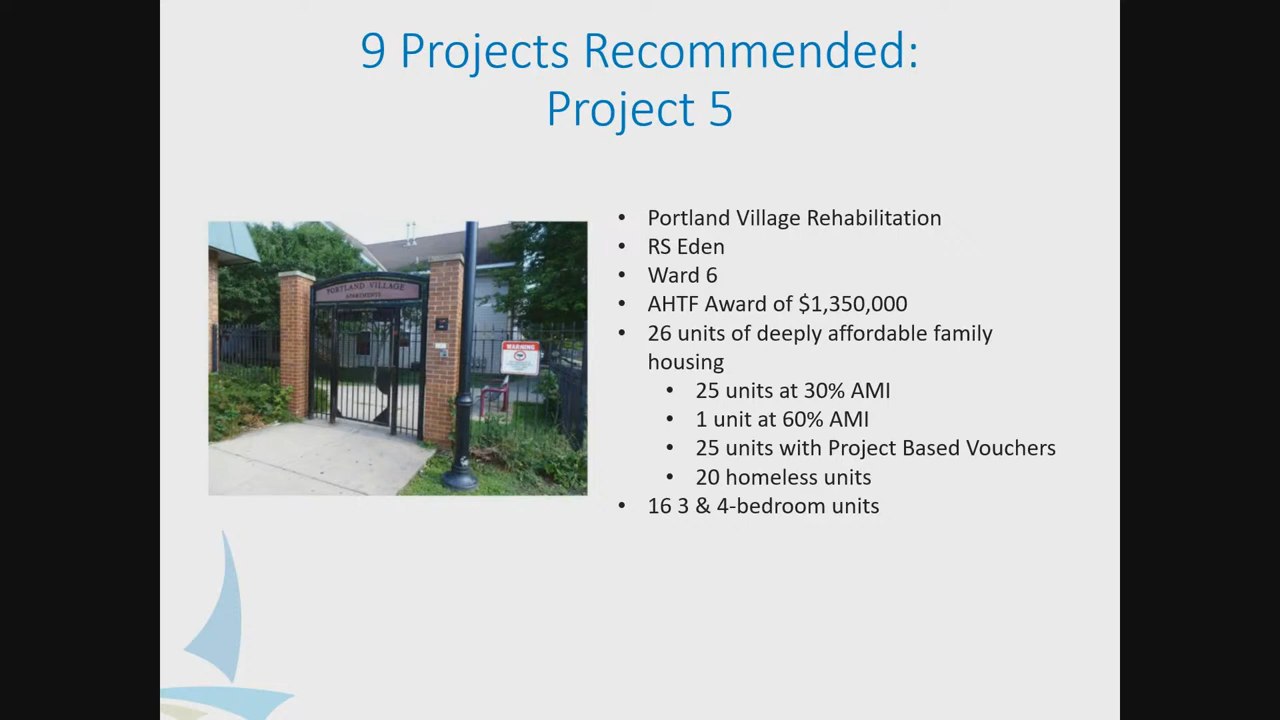 9 Projects Recommended:
Project 5
PORTLAND VILLAGE
APARTMENTS
WARNING
• Portland Village Rehabilitation
• RS Eden
• Ward 6
• AHTF Award of $1,350,000
• 26 units of deeply affordable family
housing
• 25 units at 30% AMI
• 1 unit at 60% AMI
• 25 units with Project Based Vouchers
• 20 homeless units
• 16 3 & 4-bedroom units